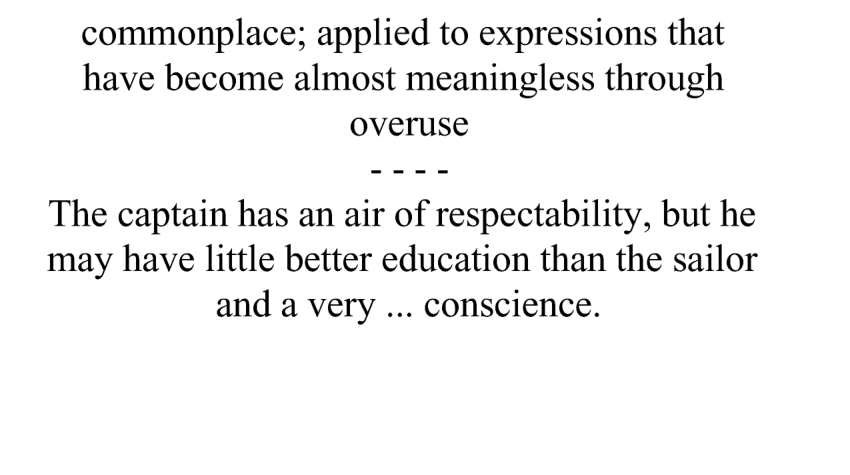 commonplace; applied to expressions that
have become almost meaningless through
overuse
- - - -
The captain has an air of respectability, but he
may have little better education than the sailor
and a very ... conscience.